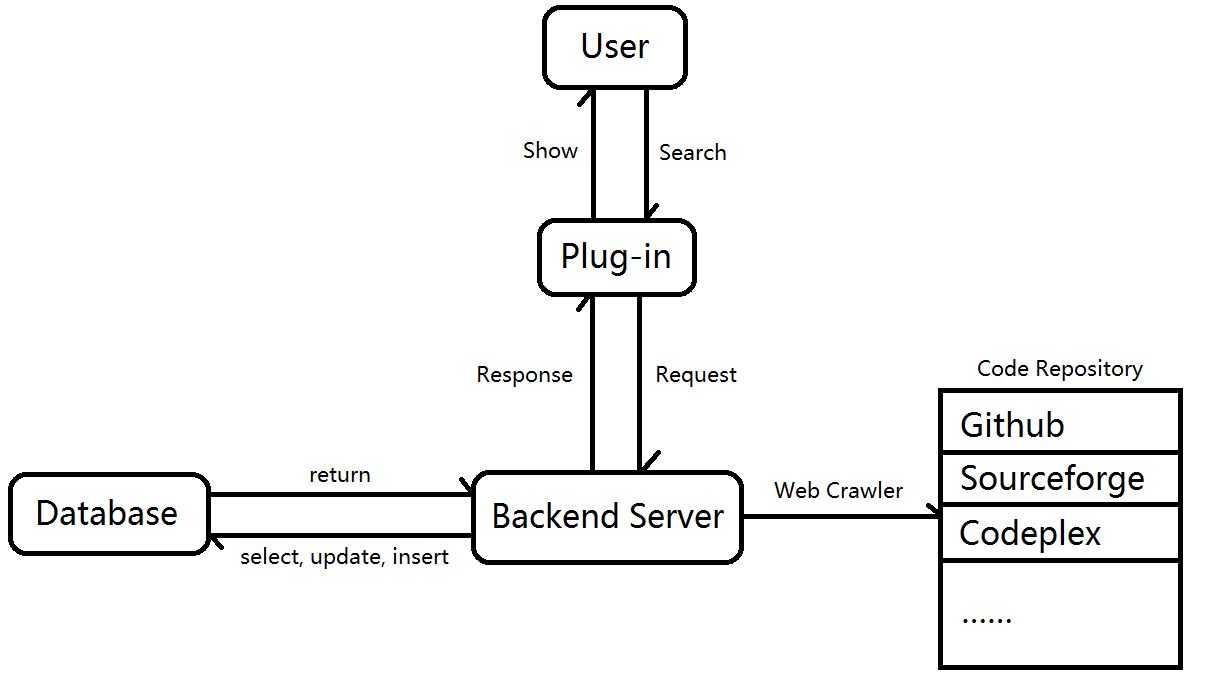 User
Show
Search
Plug-in
Response
Request
Code Repository
Github
Sourceforge
Codeplex
......
Database
return
select, update, insert
Backend Server
Web Crawler